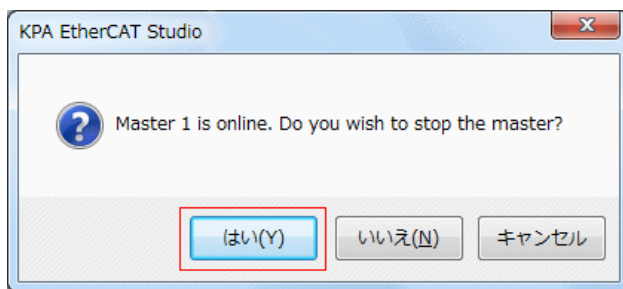 KPA EtherCAT Studio
Master 1 is online. Do you wish to stop the master?
はい(Y)
いいえ(N)
キャンセル